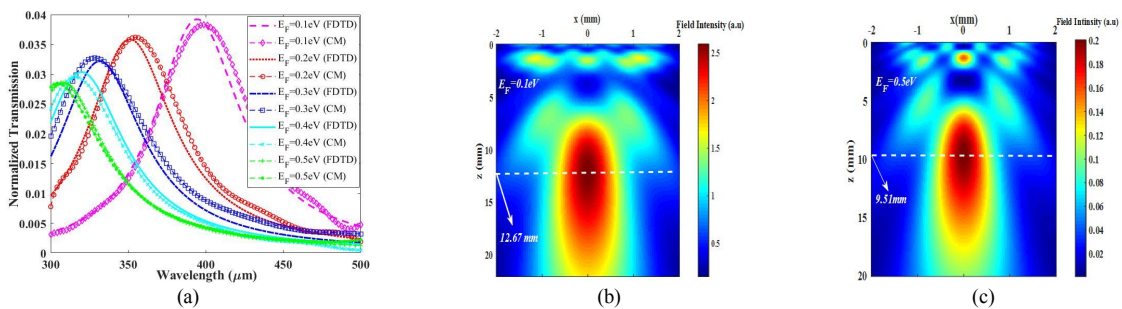 0.04
0.035
0.03
0.025
0.02
0.015
0.01
0.005
0
Normalized Transmission
300
350
400
450
500
Wavelength (μm)
E_F=0.1eV (FDTD)
E_F=0.1eV (CM)
E_F=0.2eV (FDTD)
E_F=0.2eV (CM)
E_F=0.3eV (FDTD)
E_F=0.3eV (CM)
E_F=0.4eV (FDTD)
E_F=0.4eV (CM)
E_F=0.5eV (FDTD)
E_F=0.5eV (CM)
(a)
x (mm)
-2 -1 0 1 2
Field Intensity (a.u)
0
5
10
15
20
z (mm)
E_F=0.1eV
12.67 mm
2.5
2
1.5
1
0.5
(b)
x(mm)
-2 -1 0 1 2
Field Intinsity (a.u)
0
5
10
15
20
z (mm)
E_F=0.5eV
9.51mm
0.2
0.18
0.16
0.14
0.12
0.1
0.08
0.06
0.04
0.02
(c)